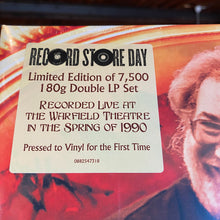 RECORD STORE DAY
Limited Edition of 7,500
180g Double LP Set
Recorded Live at
the Warfield Theatre
in the Spring of 1990
Pressed to Vinyl for the First Time
0882547318